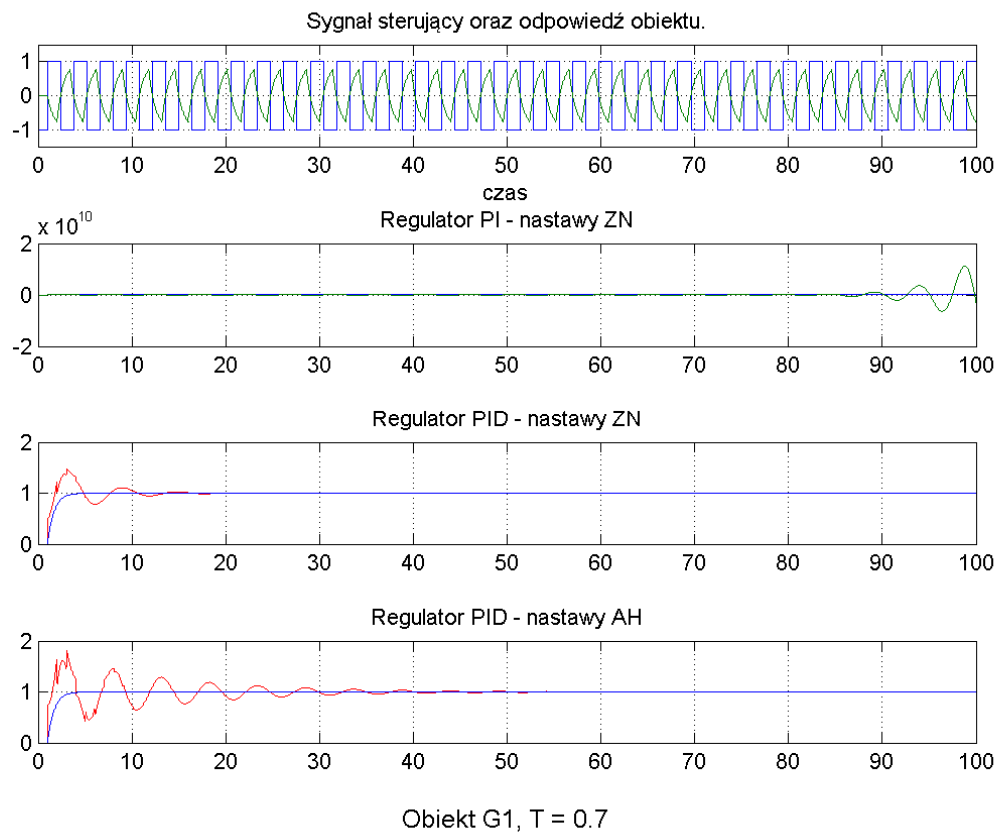 Sygnał sterujący oraz odpowiedź obiektu.
1
0
-1
0 10 20 30 40 50 60 70 80 90 100
czas
Regulator PI - nastawy ZN
x 10^10
2
0
-2
0 10 20 30 40 50 60 70 80 90 100
Regulator PID - nastawy ZN
2
1
0
0 10 20 30 40 50 60 70 80 90 100
Regulator PID - nastawy AH
2
1
0
0 10 20 30 40 50 60 70 80 90 100
Obiekt G1, T = 0.7